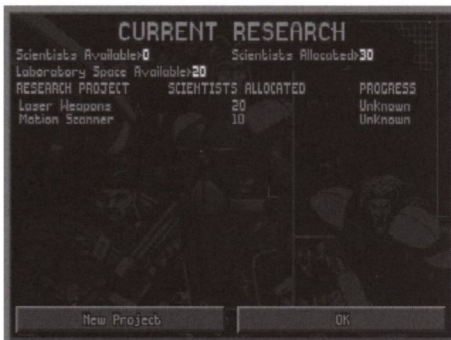 CURRENT RESEARCH
Scientists Available>0 Scientists Allocated>30
Laboratory Space Available>20
RESEARCH PROJECT SCIENTISTS ALLOCATED PROGRESS
Laser Weapons 20 Unknown
Motion Scanner 10 Unknown
New Project OK